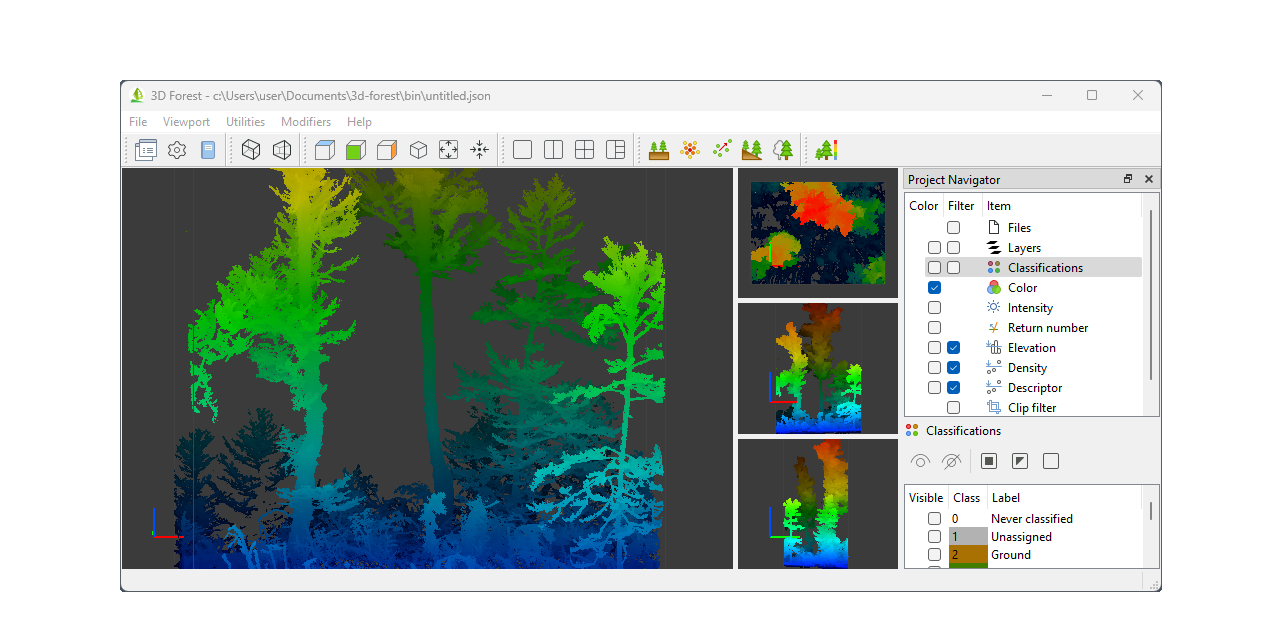 3D Forest - c:\Users\user\Documents\3d-forest\bin\untitled.json
File Viewport Utilities Modifiers Help
Project Navigator
Color Filter Item
Files
Layers
Classifications
Color
Intensity
Return number
Elevation
Density
Descriptor
Clip filter
Classifications
Visible Class Label
0 Never classified
1 Unassigned
2 Ground